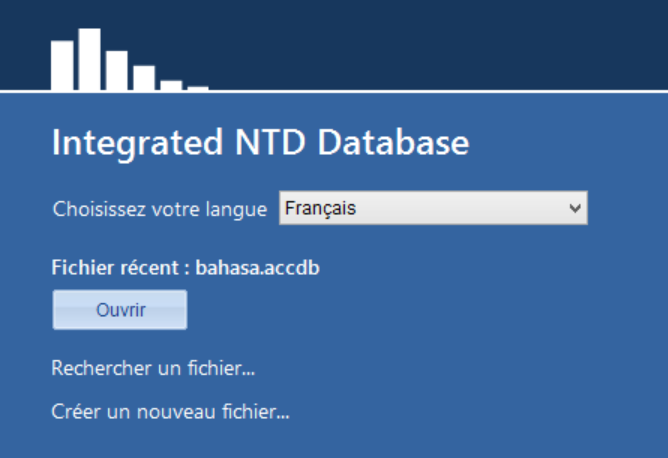 Integrated NTD Database
Choisissez votre langue Français
Fichier récent : bahasa.accdb
Ouvrir
Rechercher un fichier...
Créer un nouveau fichier...